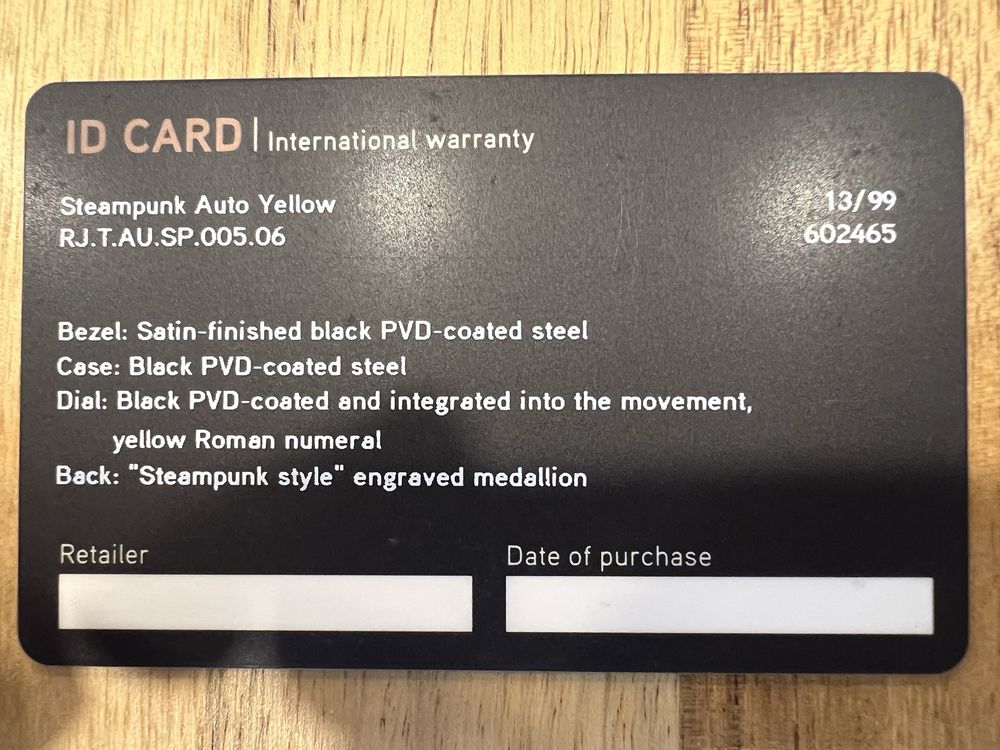 ID CARD | International warranty
Steampunk Auto Yellow 13/99
RJ.T.AU.SP.005.06 602465
Bezel: Satin-finished black PVD-coated steel
Case: Black PVD-coated steel
Dial: Black PVD-coated and integrated into the movement,
yellow Roman numeral
Back: "Steampunk style" engraved medallion
Retailer Date of purchase